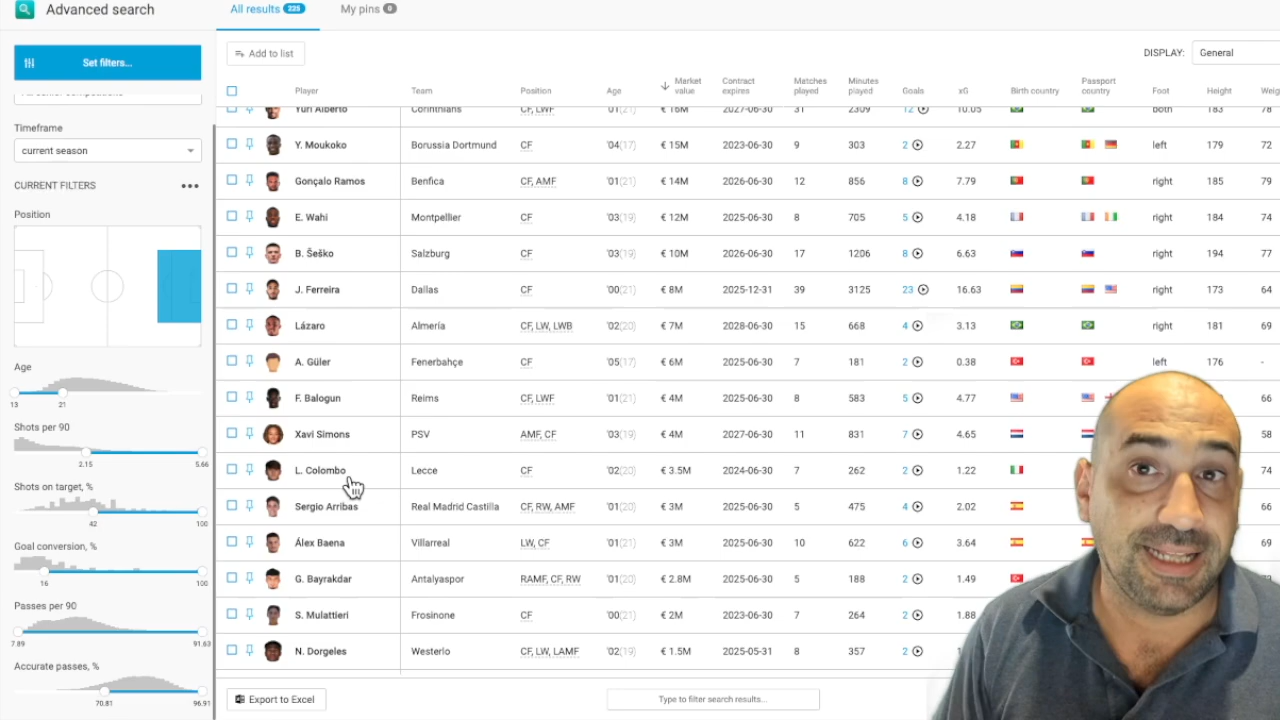 Advanced search
All results 225
My pins 0
Set filters...
Add to list
DISPLAY: General
Timeframe
current season
CURRENT FILTERS
Position
Age
13 21
Shots per 90
2.15 5.66
Shots on target, %
42 100
Goal conversion, %
16 100
Passes per 90
7.89 91.63
Accurate passes, %
70.81 96.91
Player Team Position Age Market value Contract expires Matches played Minutes played Goals xG Birth country Passport country Foot Height Weig
Yuri Alberto Corinthians CF, LWF '01(21) € 16M 2027-06-30 31 2309 12 10.05 both 183 78
Y. Moukoko Borussia Dortmund CF '04(17) € 15M 2023-06-30 9 303 2 2.27 left 179 72
Gonçalo Ramos Benfica CF, AMF '01(21) € 14M 2026-06-30 12 856 8 7.79 right 185 79
E. Wahi Montpellier CF '03(19) € 12M 2025-06-30 8 705 5 4.18 right 184 74
B. Šeško Salzburg CF '03(19) € 10M 2026-06-30 17 1206 8 6.63 right 194 77
J. Ferreira Dallas CF '00(21) € 8M 2025-12-31 39 3125 23 16.63 right 173 64
Lázaro Almería CF, LW, LWB '02(20) € 7M 2028-06-30 15 668 4 3.13 right 181 69
A. Güler Fenerbahçe CF '05(17) € 6M 2025-06-30 7 181 2 0.38 left 176 -
F. Balogun Reims CF, LWF '01(21) € 4M 2025-06-30 8 583 5 4.77 66
Xavi Simons PSV AMF, CF '03(19) € 4M 2027-06-30 11 831 7 4.65 58
L. Colombo Lecce CF '02(20) € 3.5M 2024-06-30 7 262 2 1.22 74
Sergio Arribas Real Madrid Castilla CF, RW, AMF '01(20) € 3M 2025-06-30 5 475 4 2.02 66
Álex Baena Villarreal LW, CF '01(21) € 3M 2025-06-30 10 622 6 3.64 69
G. Bayrakdar Antalyaspor RAMF, CF, RW '01(20) € 2.8M 2025-06-30 5 188 2 1.49
S. Mulattieri Frosinone CF '00(21) € 2M 2023-06-30 7 264 2 1.88
N. Dorgeles Westerlo CF, LW, LAMF '02(19) € 1.5M 2025-05-31 8 357 2
Export to Excel
Type to filter search results...